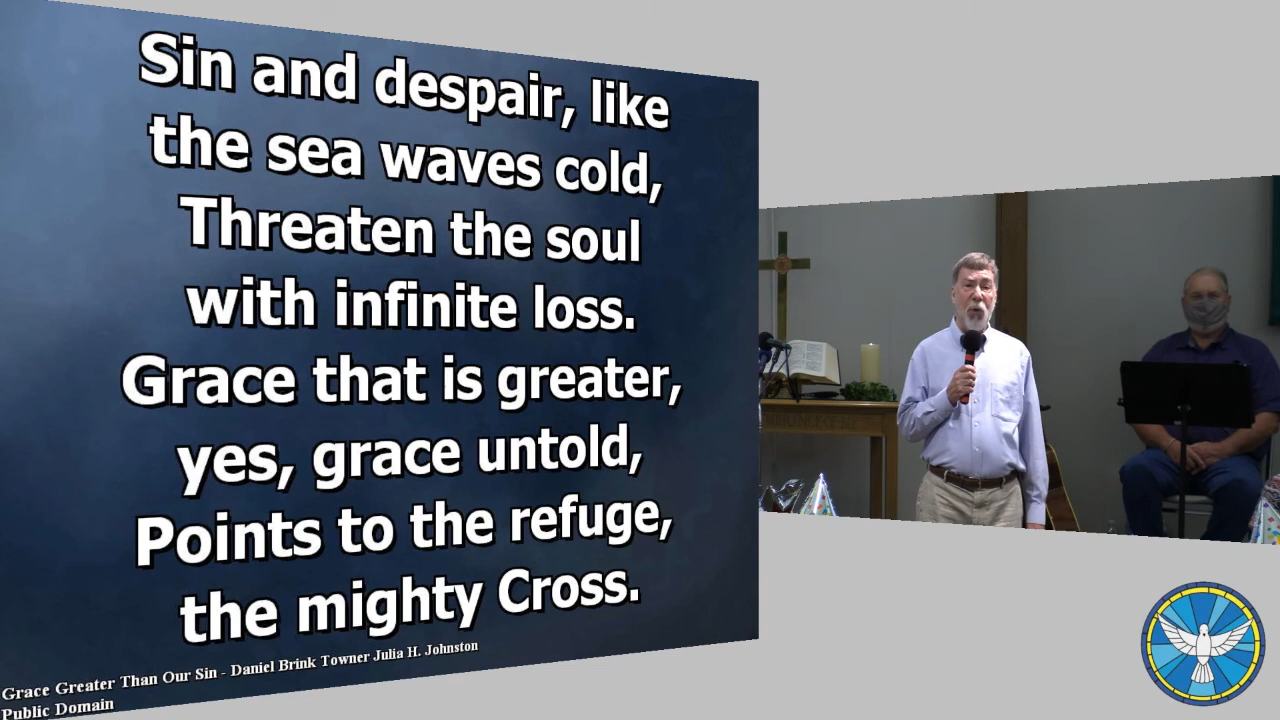 Sin and despair, like
the sea waves cold,
Threaten the soul
with infinite loss.
Grace that is greater,
yes, grace untold,
Points to the refuge,
the mighty Cross.
Grace Greater Than Our Sin - Daniel Brink Towner Julia H. Johnston
Public Domain